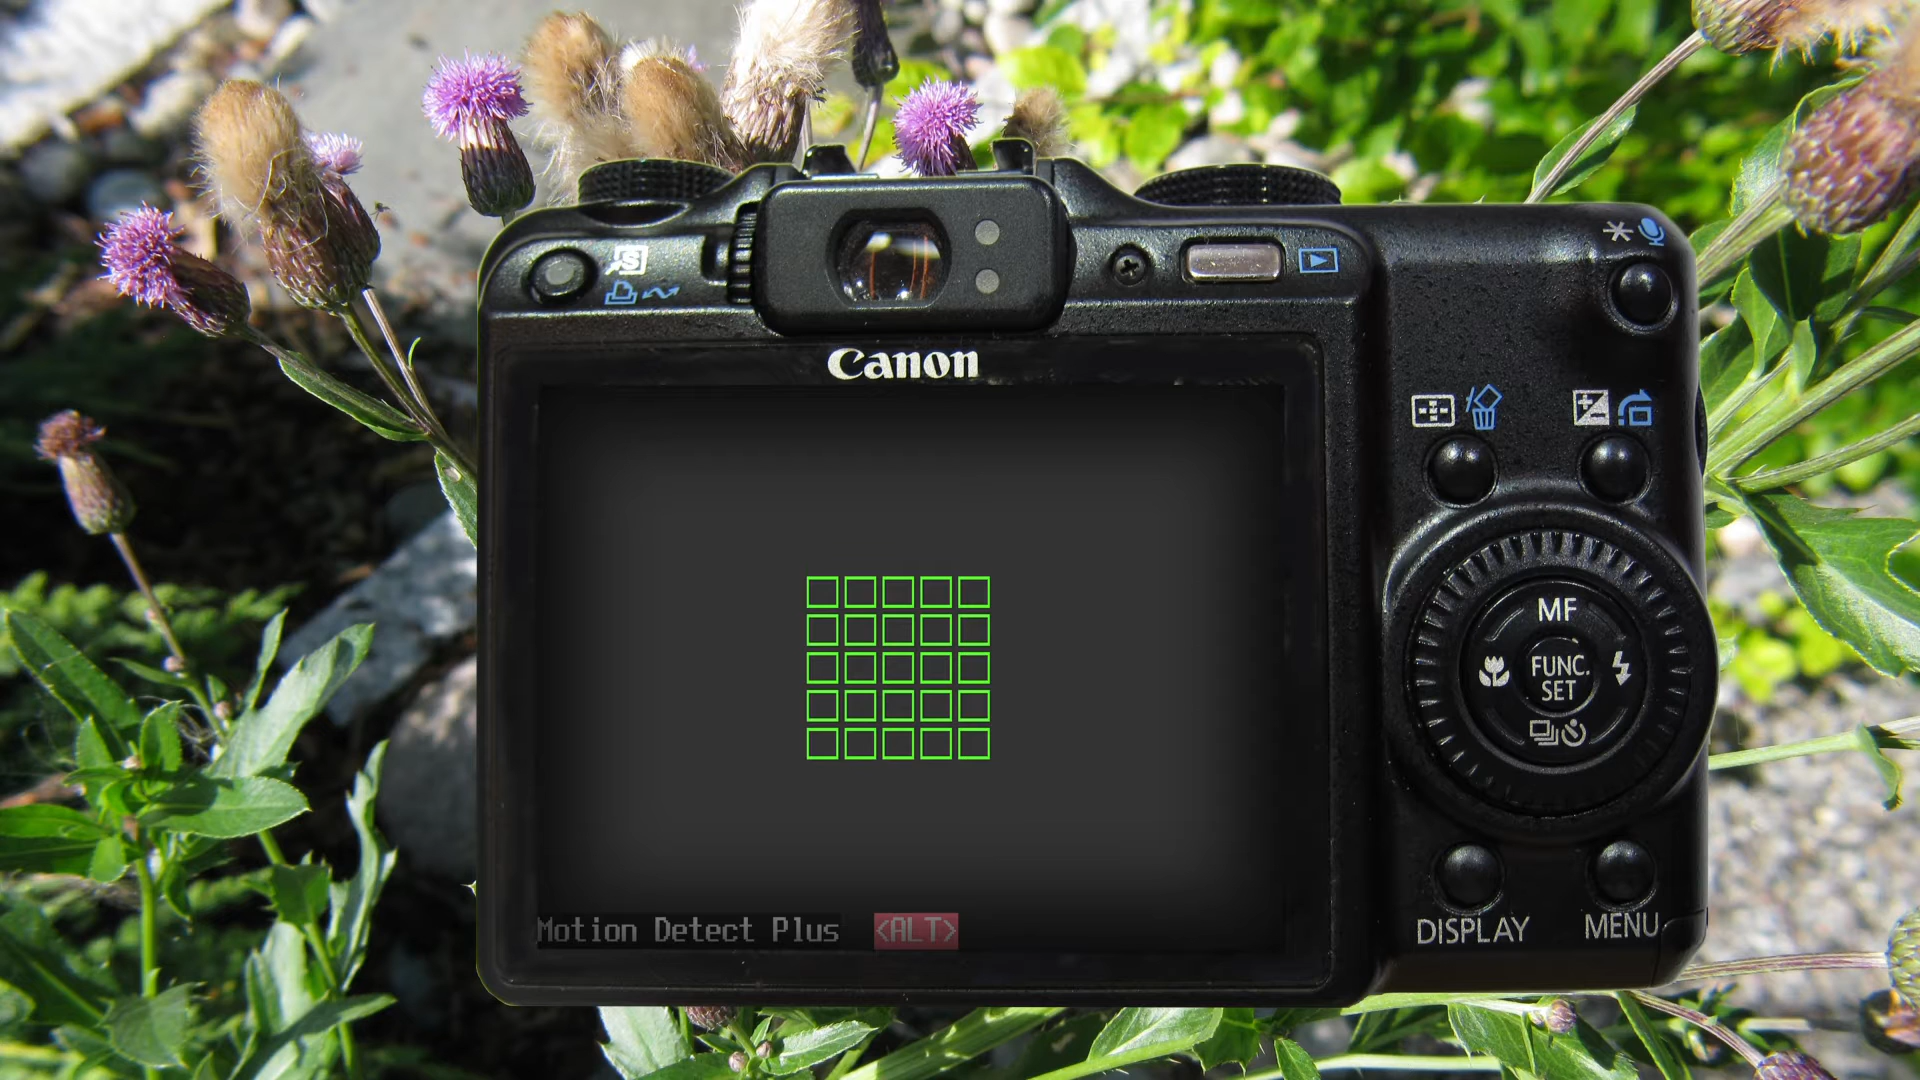 Canon
MF
FUNC.
SET
Motion Detect Plus <ALT>
DISPLAY
MENU